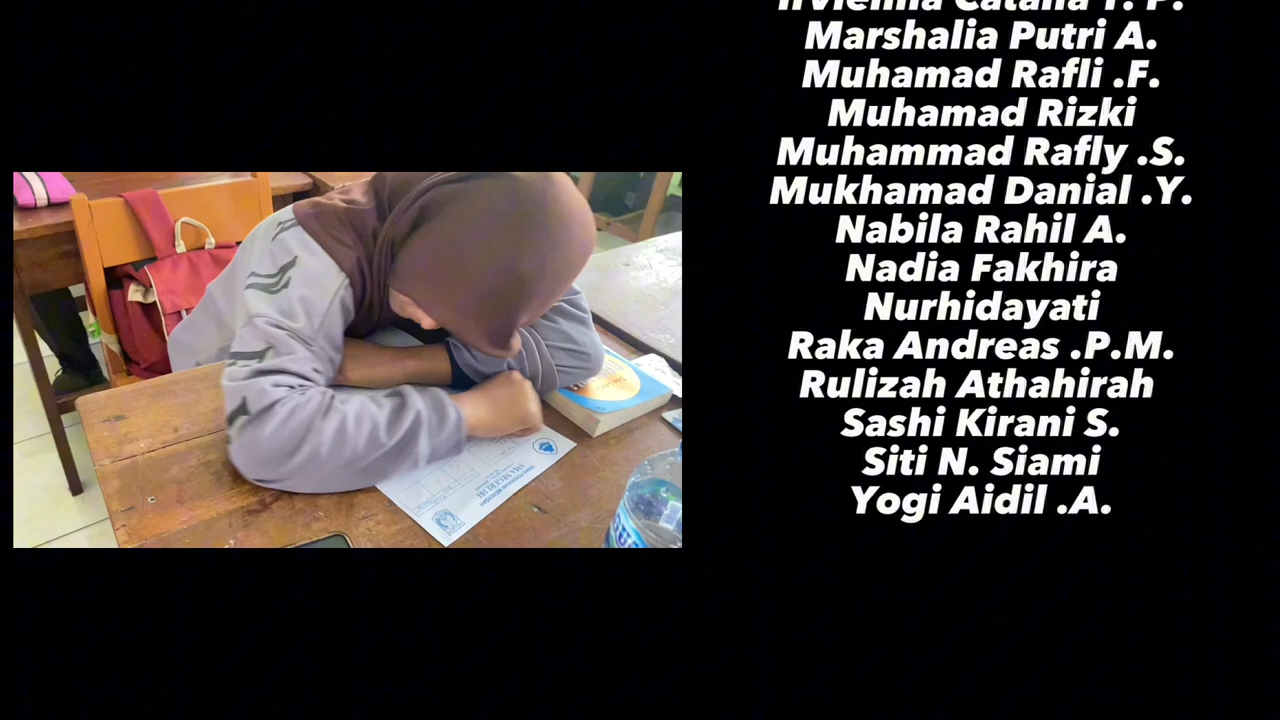 Marshalia Putri A.
Muhamad Rafli .F.
Muhamad Rizki
Muhammad Rafly .S.
Mukhamad Danial .Y.
Nabila Rahil A.
Nadia Fakhira
Nurhidayati
Raka Andreas .P.M.
Rulizah Athahirah
Sashi Kirani S.
Siti N. Siami
Yogi Aidil .A.